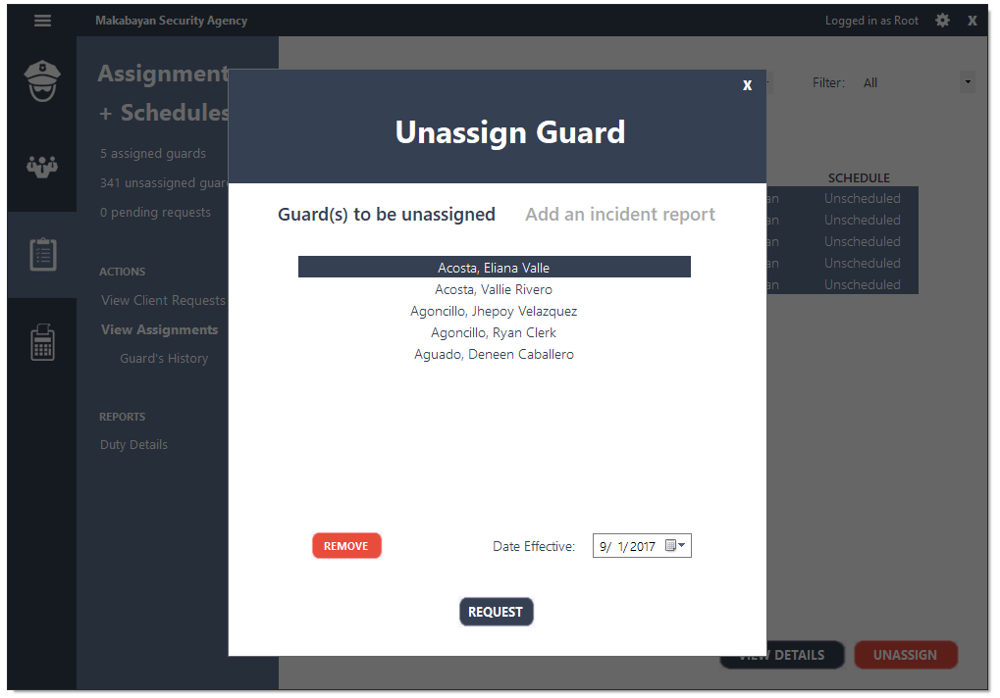 Makabayan Security Agency
Logged in as Root
X
Assignment
+ Schedules
5 assigned guards
341 unsassigned guar
0 pending requests
ACTIONS
View Client Requests
View Assignments
Guard's History
REPORTS
Duty Details
X
Unassign Guard
Guard(s) to be unassigned
Add an incident report
Acosta, Eliana Valle
Acosta, Vallie Rivero
Agoncillo, Jhepoy Velazquez
Agoncillo, Ryan Clerk
Aguado, Deneen Caballero
REMOVE
Date Effective:
9/ 1/2017
REQUEST
Filter:
All
SCHEDULE
an Unscheduled
an Unscheduled
an Unscheduled
an Unscheduled
an Unscheduled
VIEW DETAILS
UNASSIGN